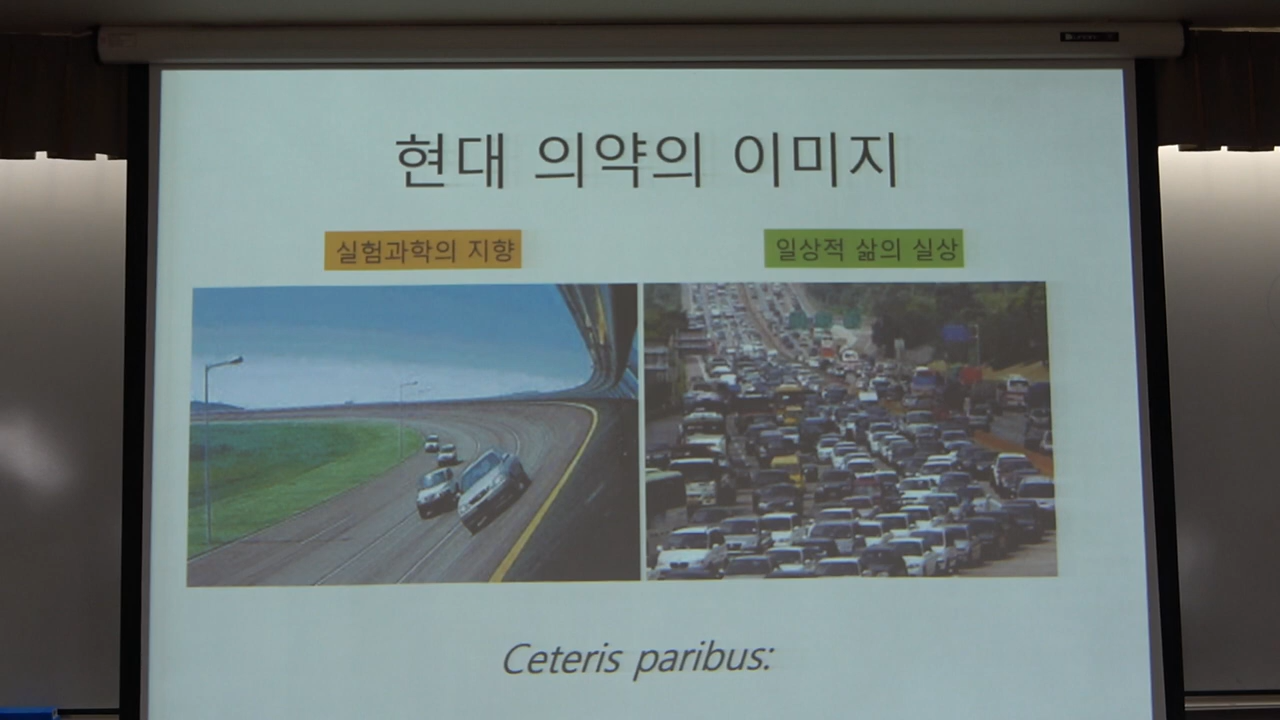 현대 의약의 이미지
실험과학의 지향
일상적 삶의 실상
Ceteris paribus: